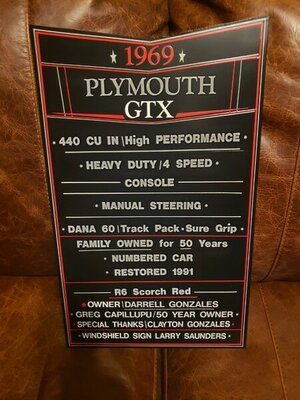 ★ 1969 ★
PLYMOUTH
GTX
• 440 CU IN\High PERFORMANCE •
• HEAVY DUTY/4 SPEED •
CONSOLE
• MANUAL STEERING •
• DANA 60\Track Pack • Sure Grip •
FAMILY OWNED for 50 Years
• NUMBERED CAR
• RESTORED 1991
R6 Scorch Red
★OWNER\DARRELL GONZALES
• GREG CAPILLUPU/50 YEAR OWNER •
SPECIAL THANKS/CLAYTON GONZALES •
• WINDSHIELD SIGN LARRY SAUNDERS •